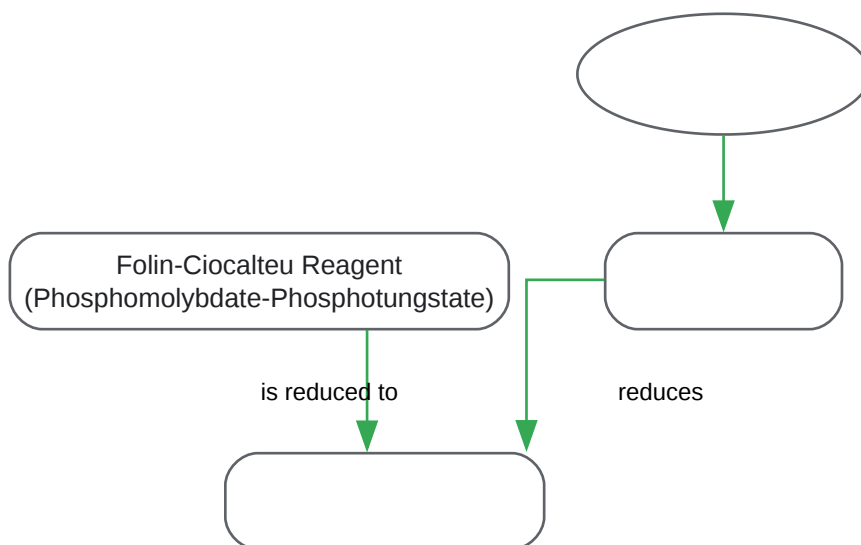 Folin-Ciocalteu Reagent
(Phosphomolybdate-Phosphotungstate)
is reduced to
reduces